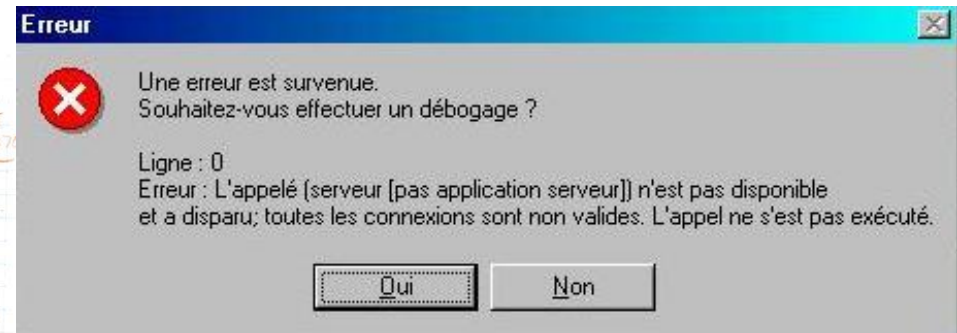 Erreur
Une erreur est survenue.
Souhaitez-vous effectuer un débogage ?
Ligne : 0
Erreur : L'appelé (serveur [pas application serveur]) n'est pas disponible
et a disparu; toutes les connexions sont non valides. L'appel ne s'est pas exécuté.
Oui
Non